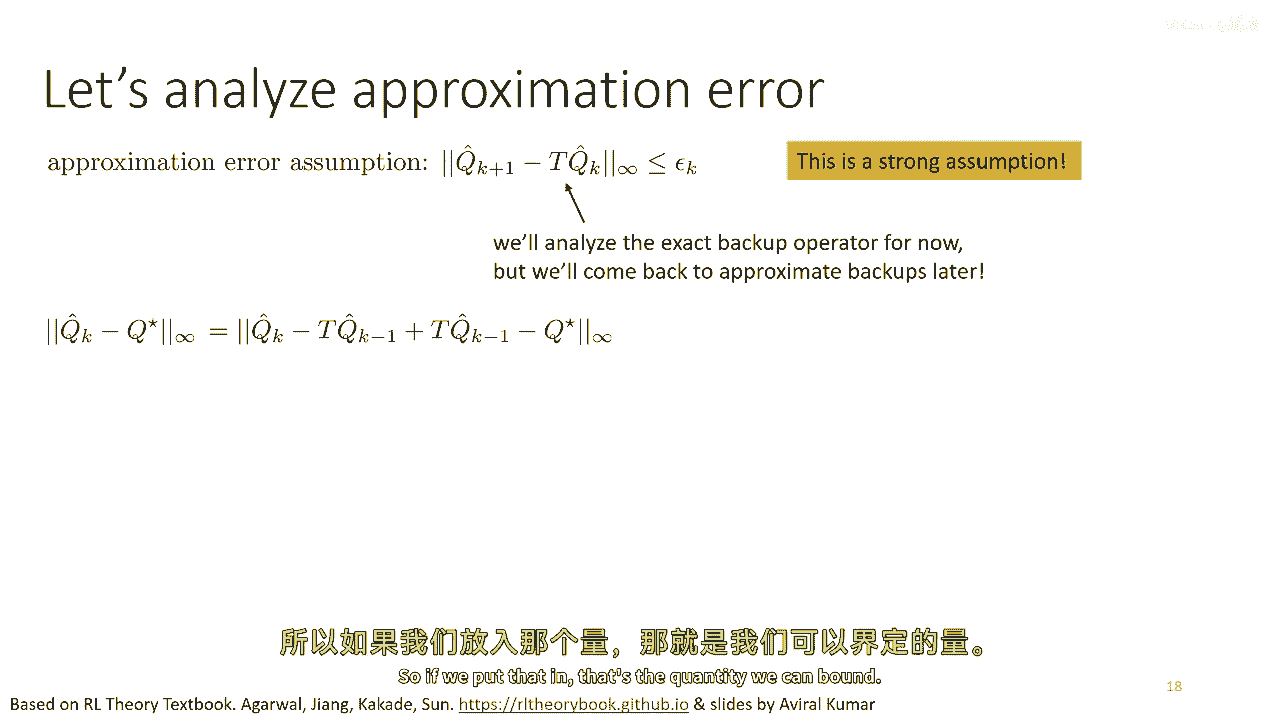 Let's analyze approximation error
approximation error assumption: $||\hat{Q}_{k+1} - T\hat{Q}_k||_\infty \leq \epsilon_k$
This is a strong assumption!
we'll analyze the exact backup operator for now,
but we'll come back to approximate backups later!
$||\hat{Q}_k - Q^\star||_\infty = ||\hat{Q}_k - T\hat{Q}_{k-1} + T\hat{Q}_{k-1} - Q^\star||_\infty$
所以如果我们放入那个量，那就是我们可以界定的量。
So if we put that in, that's the quantity we can bound.
18
Based on RL Theory Textbook. Agarwal, Jiang, Kakade, Sun. https://rltheorybook.github.io & slides by Aviral Kumar